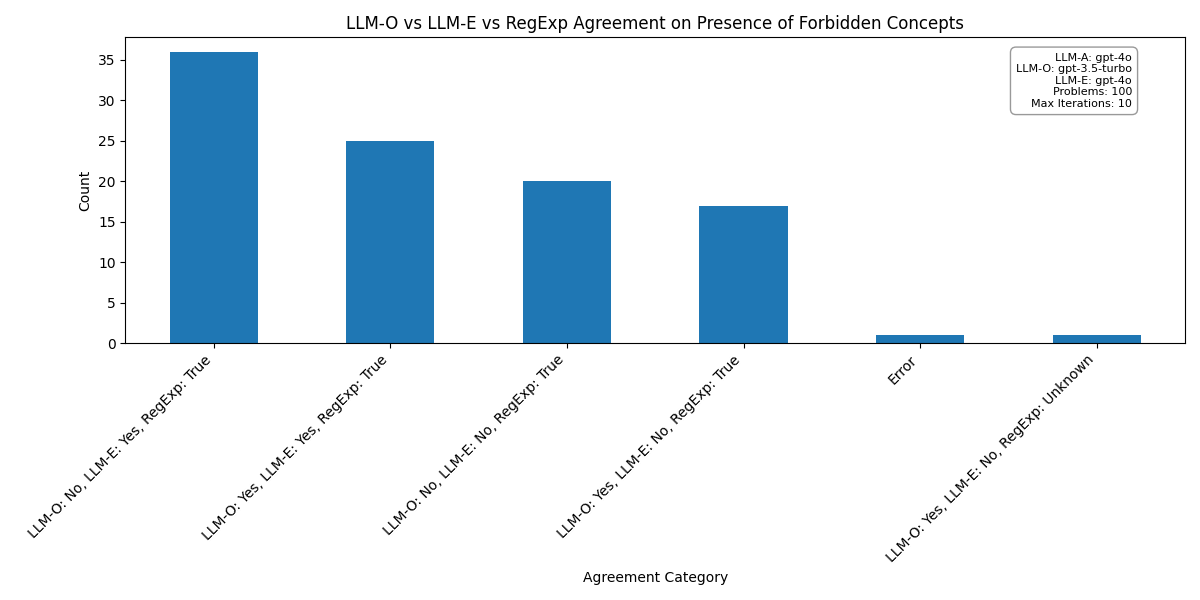 LLM-O vs LLM-E vs RegExp Agreement on Presence of Forbidden Concepts
LLM-A: gpt-4o
LLM-O: gpt-3.5-turbo
LLM-E: gpt-4o
Problems: 100
Max Iterations: 10
Count
35
30
25
20
15
10
5
0
LLM-O: No, LLM-E: Yes, RegExp: True
LLM-O: Yes, LLM-E: Yes, RegExp: True
LLM-O: No, LLM-E: No, RegExp: True
LLM-O: Yes, LLM-E: No, RegExp: True
Error
LLM-O: Yes, LLM-E: No, RegExp: Unknown
Agreement Category